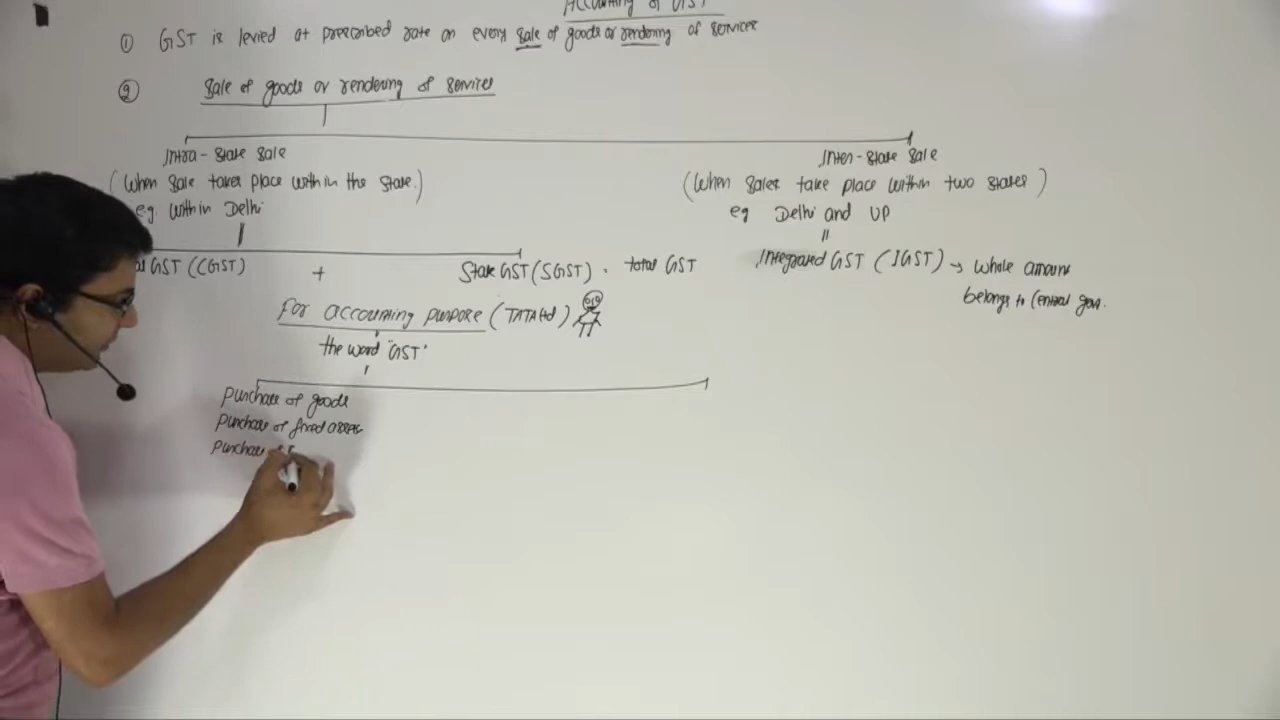 Accounting of GST
① GST is levied at prescribed rate on every sale of goods or rendering of services
② Sale of goods or rendering of services
Intra-State Sale
(When Sale takes place within the State.)
e.g. within Delhi
GST (CGST) + State GST (SGST) = total GST
Inter-State Sale
(When Sales take place within two states)
eg Delhi and UP
=
Integrated GST (IGST) → Whole amount
belongs to Central Govt.
For accounting purpose (TATA Ltd)
the word "GST"
Purchase of goods
Purchase of fixed assets
Purchase of